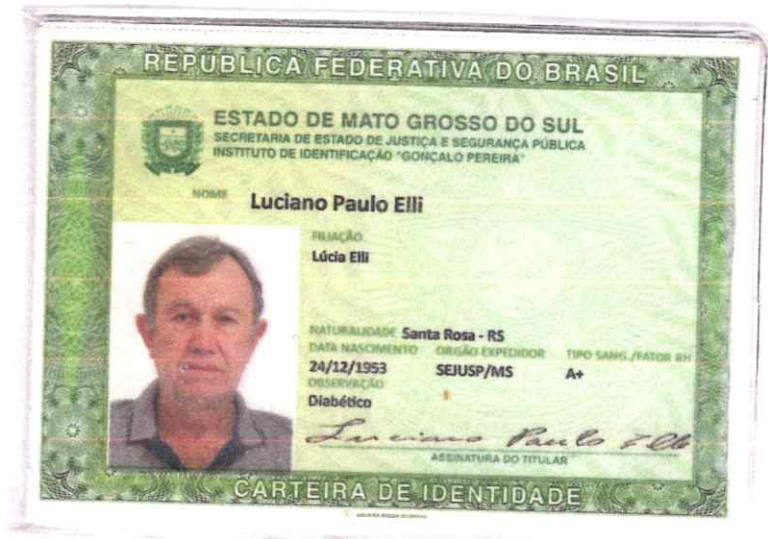 REPÚBLICA FEDERATIVA DO BRASIL
ESTADO DE MATO GROSSO DO SUL
SECRETARIA DE ESTADO DE JUSTIÇA E SEGURANÇA PÚBLICA
INSTITUTO DE IDENTIFICAÇÃO "GONÇALO PEREIRA"
NOME Luciano Paulo Elli
FILIAÇÃO
Lúcia Elli
NATURALIDADE Santa Rosa - RS
DATA NASCIMENTO ORGÃO EXPEDIDOR TIPO SANG./FATOR RH
24/12/1953 SEJUSP/MS A+
OBSERVAÇÃO
Diabético
Luciano Paulo Elli
ASSINATURA DO TITULAR
CARTEIRA DE IDENTIDADE